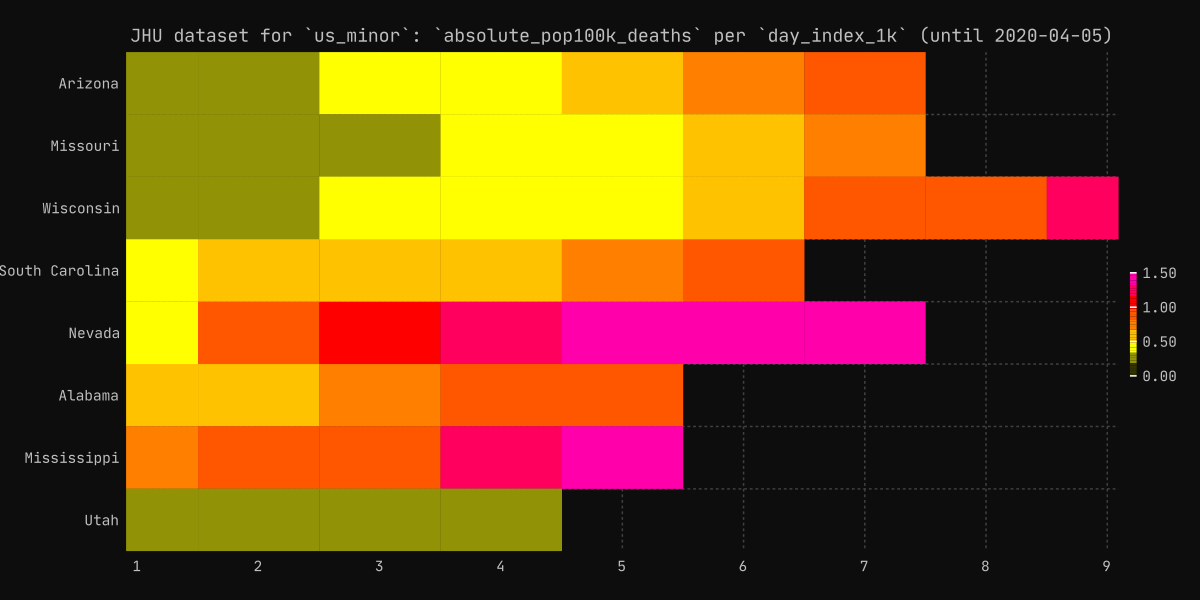 JHU dataset for `us_minor`: `absolute_pop100k_deaths` per `day_index_1k` (until 2020-04-05)
Arizona
Missouri
Wisconsin
South Carolina
Nevada
Alabama
Mississippi
Utah
1 2 3 4 5 6 7 8 9
1.50
1.00
0.50
0.00